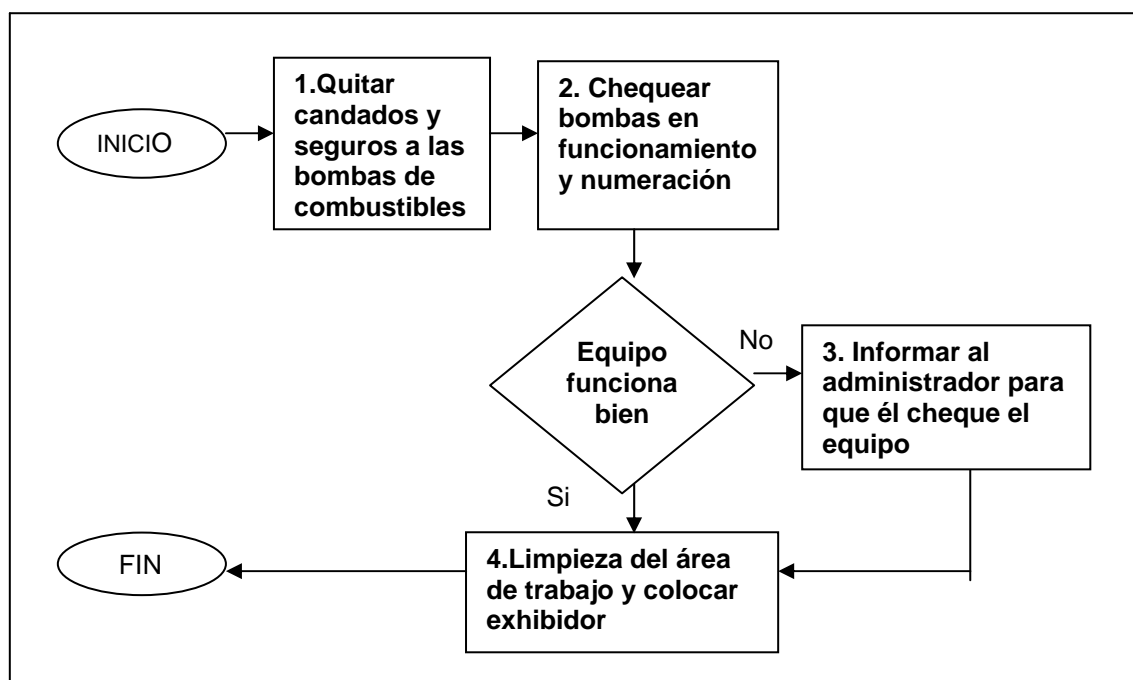 INICIO
1.Quitar
candados y
seguros a las
bombas de
combustibles
2. Chequear
bombas en
funcionamiento
y numeración
Equipo
funciona
bien
No
3. Informar al
administrador para
que él cheque el
equipo
Si
4.Limpieza del área
de trabajo y colocar
exhibidor
FIN